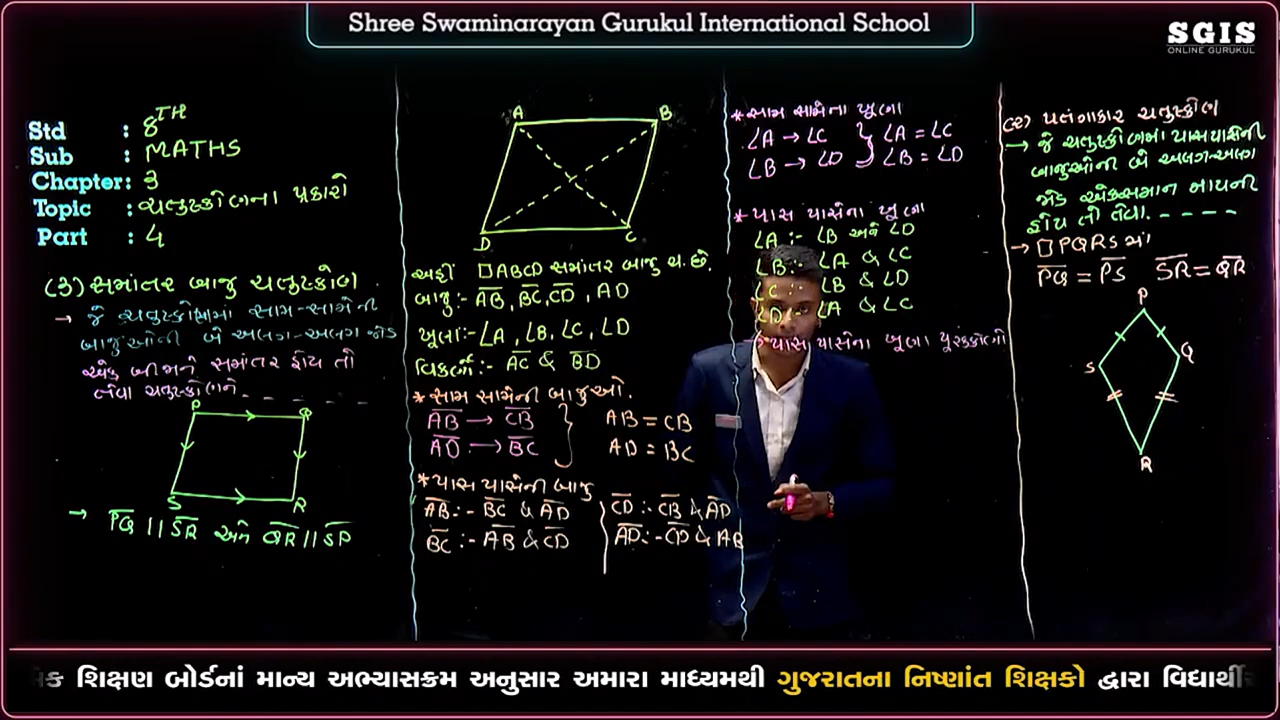 Shree Swaminarayan Gurukul International School
SGIS
ONLINE GURUKUL
Std : 8TH
Sub : MATHS
Chapter: 3
Topic : ચતુષ્કોણના પ્રકારો
Part : 4
(૩) સમાંતર બાજુ ચતુષ્કોણ
→ જે ચતુષ્કોણમાં સામ-સામેની
બાજુઓની બે અલગ-અલગ જોડ
એક બીજાને સમાંતર હોય તો
તેવા ચતુષ્કોણને - - - - - -
P Q
S R
→ PQ || SR અને QR || SP
A B
D C
અહીં □ABCD સમાંતર બાજુ ચ. છે.
બાજુ :- AB, BC, CD, AD
ખૂણા:- ∠A, ∠B, ∠C, ∠D
વિકર્ણો :- AC & BD
* સામ સામેની બાજુઓ.
AB → CB } AB = CB
AD → BC AD = BC
* પાસ પાસેની બાજુ
AB :- BC & AD
BC :- AB & CD
CD :- CB & AD
AD :- CD & AB
* સામ સામેના ખૂણા
∠A → ∠C } ∠A = ∠C
∠B → ∠D ∠B = ∠D
* પાસ પાસેના ખૂણા
∠A :- ∠B અને ∠D
∠B :- ∠A & ∠C
∠C :- ∠B & ∠D
∠D :- ∠A & ∠C
પાસ પાસેના ખૂણા પૂરકકોણો
પતંગાકાર ચતુષ્કોણ
→ જે ચતુષ્કોણમાં પાસપાસેની
બાજુઓની બે અલગ-અલગ
જોડ એકસમાન માપની
હોય તો તેવા - - - - -
→ □PQRS માં
PQ = PS SR = QR
P
S Q
R
શિક્ષણ બોર્ડનાં માન્ય અભ્યાસક્રમ અનુસાર અમારા માધ્યમથી ગુજરાતના નિષ્ણાંત શિક્ષકો દ્વારા